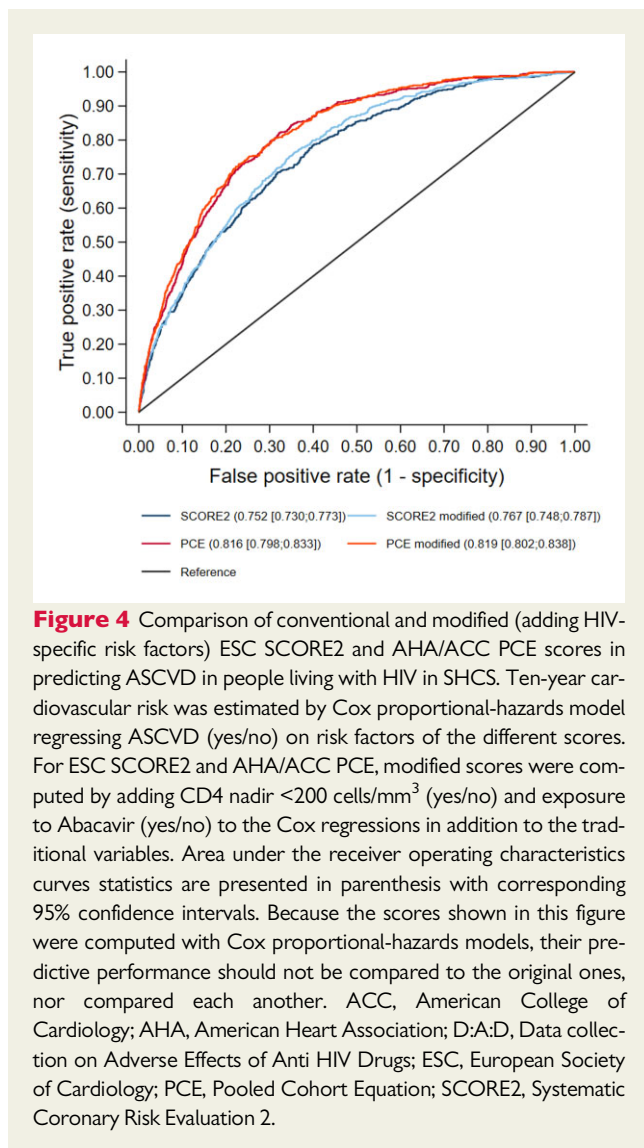 1.00
0.90
0.80
0.70
0.60
0.50
0.40
0.30
0.20
0.10
0.00
True positive rate (sensitivity)
0.00 0.10 0.20 0.30 0.40 0.50 0.60 0.70 0.80 0.90 1.00
False positive rate (1 - specificity)
SCORE2 (0.752 [0.730;0.773]) SCORE2 modified (0.767 [0.748;0.787])
PCE (0.816 [0.798;0.833]) PCE modified (0.819 [0.802;0.838])
Reference
Figure 4 Comparison of conventional and modified (adding HIV-
specific risk factors) ESC SCORE2 and AHA/ACC PCE scores in
predicting ASCVD in people living with HIV in SHCS. Ten-year car-
diovascular risk was estimated by Cox proportional-hazards model
regressing ASCVD (yes/no) on risk factors of the different scores.
For ESC SCORE2 and AHA/ACC PCE, modified scores were com-
puted by adding CD4 nadir <200 cells/mm³ (yes/no) and exposure
to Abacavir (yes/no) to the Cox regressions in addition to the trad-
itional variables. Area under the receiver operating characteristics
curves statistics are presented in parenthesis with corresponding
95% confidence intervals. Because the scores shown in this figure
were computed with Cox proportional-hazards models, their pre-
dictive performance should not be compared to the original ones,
nor compared each another. ACC, American College of
Cardiology; AHA, American Heart Association; D:A:D, Data collec-
tion on Adverse Effects of Anti HIV Drugs; ESC, European Society
of Cardiology; PCE, Pooled Cohort Equation; SCORE2, Systematic
Coronary Risk Evaluation 2.